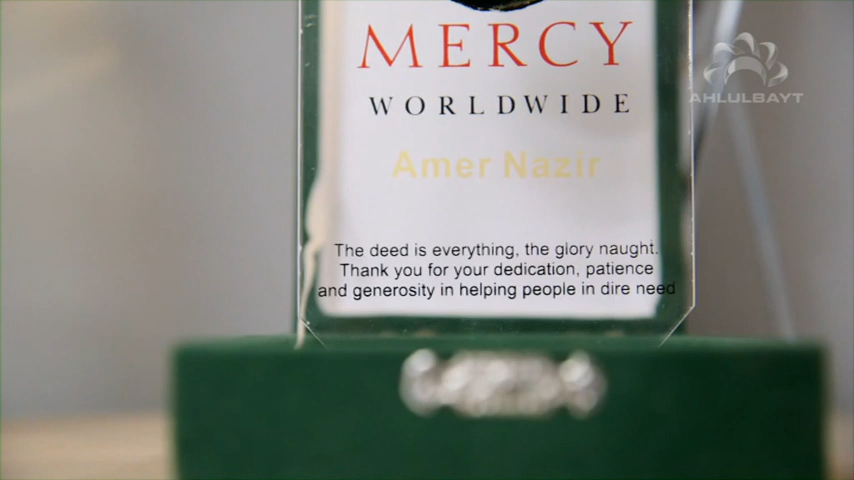 MERCY
WORLDWIDE
Amer Nazir
The deed is everything, the glory naught.
Thank you for your dedication, patience
and generosity in helping people in dire need
AHLULBAYT